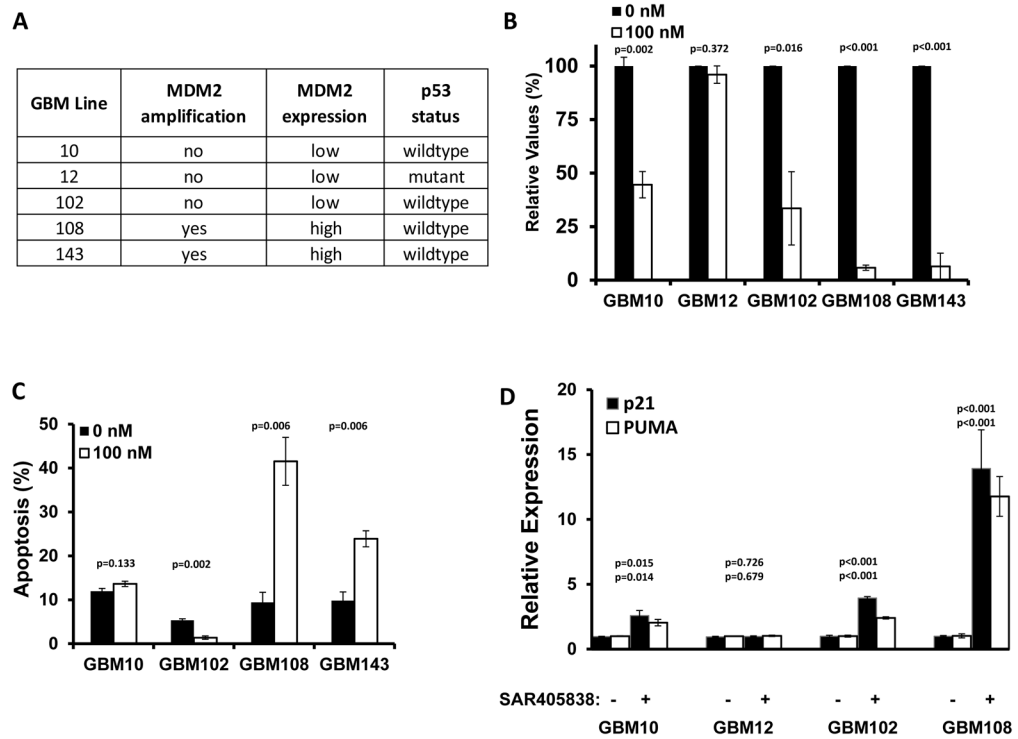 A
GBM Line MDM2 amplification MDM2 expression p53 status
10 no low wildtype
12 no low mutant
102 no low wildtype
108 yes high wildtype
143 yes high wildtype
B
0 nM
100 nM
p=0.002 p=0.372 p=0.016 p<0.001 p<0.001
Relative Values (%)
100
75
50
25
0
GBM10 GBM12 GBM102 GBM108 GBM143
C
0 nM
100 nM
p=0.133 p=0.002 p=0.006 p=0.006
Apoptosis (%)
50
40
30
20
10
0
GBM10 GBM102 GBM108 GBM143
D
p21
PUMA
p=0.015 p=0.726 p<0.001 p<0.001
p=0.014 p=0.679 p<0.001 p<0.001
Relative Expression
20
15
10
5
0
SAR405838: - + - + - + - +
GBM10 GBM12 GBM102 GBM108